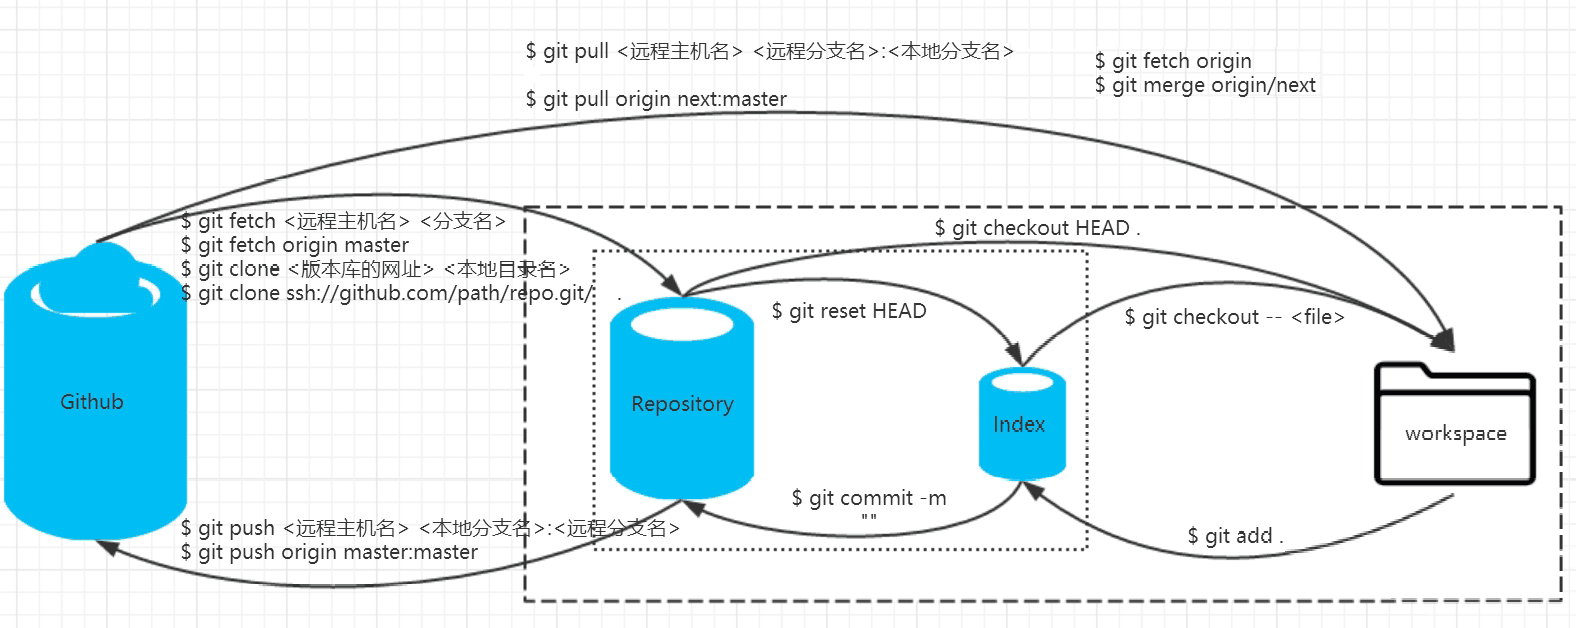 $ git pull <远程主机名> <远程分支名>:<本地分支名>
$ git pull origin next:master
$ git fetch origin
$ git merge origin/next
$ git fetch <远程主机名> <分支名>
$ git fetch origin master
$ git clone <版本库的网址> <本地目录名>
$ git clone ssh://github.com/path/repo.git/ .
$ git checkout HEAD .
$ git reset HEAD
$ git checkout -- <file>
Github
Repository
Index
workspace
$ git commit -m
""
$ git push <远程主机名> <本地分支名>:<远程分支名>
$ git push origin master:master
$ git add .